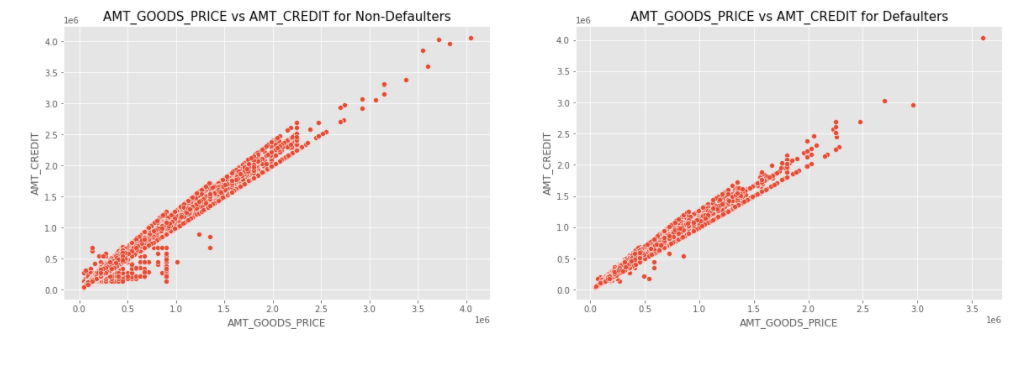 AMT_GOODS_PRICE vs AMT_CREDIT for Non-Defaulters
1e6
4.0
3.5
3.0
2.5
2.0
1.5
1.0
0.5
0.0
AMT_CREDIT
0.0 0.5 1.0 1.5 2.0 2.5 3.0 3.5 4.0
1e6
AMT_GOODS_PRICE
AMT_GOODS_PRICE vs AMT_CREDIT for Defaulters
1e6
4.0
3.5
3.0
2.5
2.0
1.5
1.0
0.5
0.0
AMT_CREDIT
0.0 0.5 1.0 1.5 2.0 2.5 3.0 3.5
1e6
AMT_GOODS_PRICE